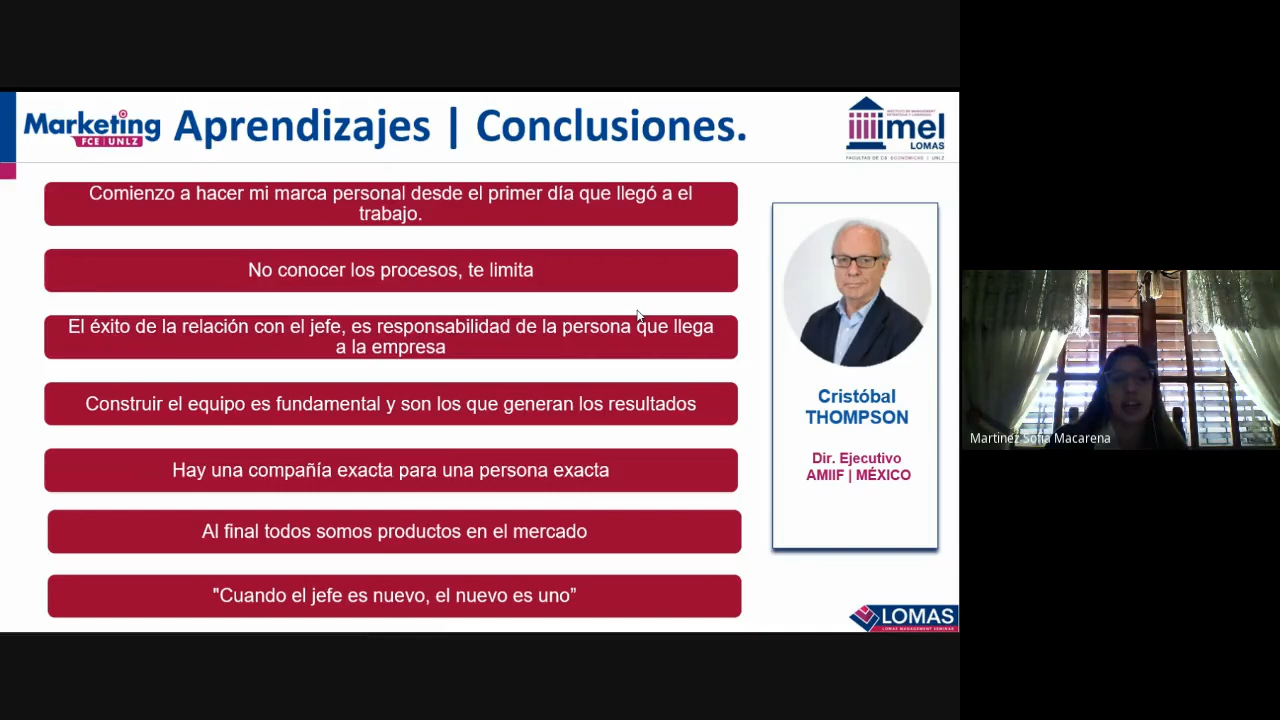 Marketing
FCE | UNLZ
Aprendizajes | Conclusiones.
imel
LOMAS
Comienzo a hacer mi marca personal desde el primer día que llegó a el
trabajo.
No conocer los procesos, te limita
El éxito de la relación con el jefe, es responsabilidad de la persona que llega
a la empresa
Construir el equipo es fundamental y son los que generan los resultados
Hay una compañía exacta para una persona exacta
Al final todos somos productos en el mercado
"Cuando el jefe es nuevo, el nuevo es uno”
Cristóbal
THOMPSON
Dir. Ejecutivo
AMIIF | MÉXICO
LOMAS
LOMAS MANAGEMENT SEMINAR
Martinez Sofia Macarena